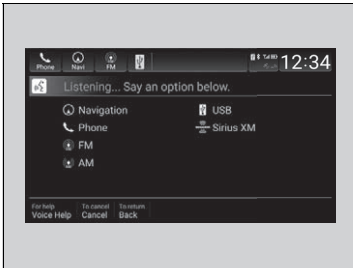 Phone Navi FM 12:34
Listening... Say an option below.
Navigation USB
Phone Sirius XM
FM
AM
For help To cancel To return
Voice Help Cancel Back